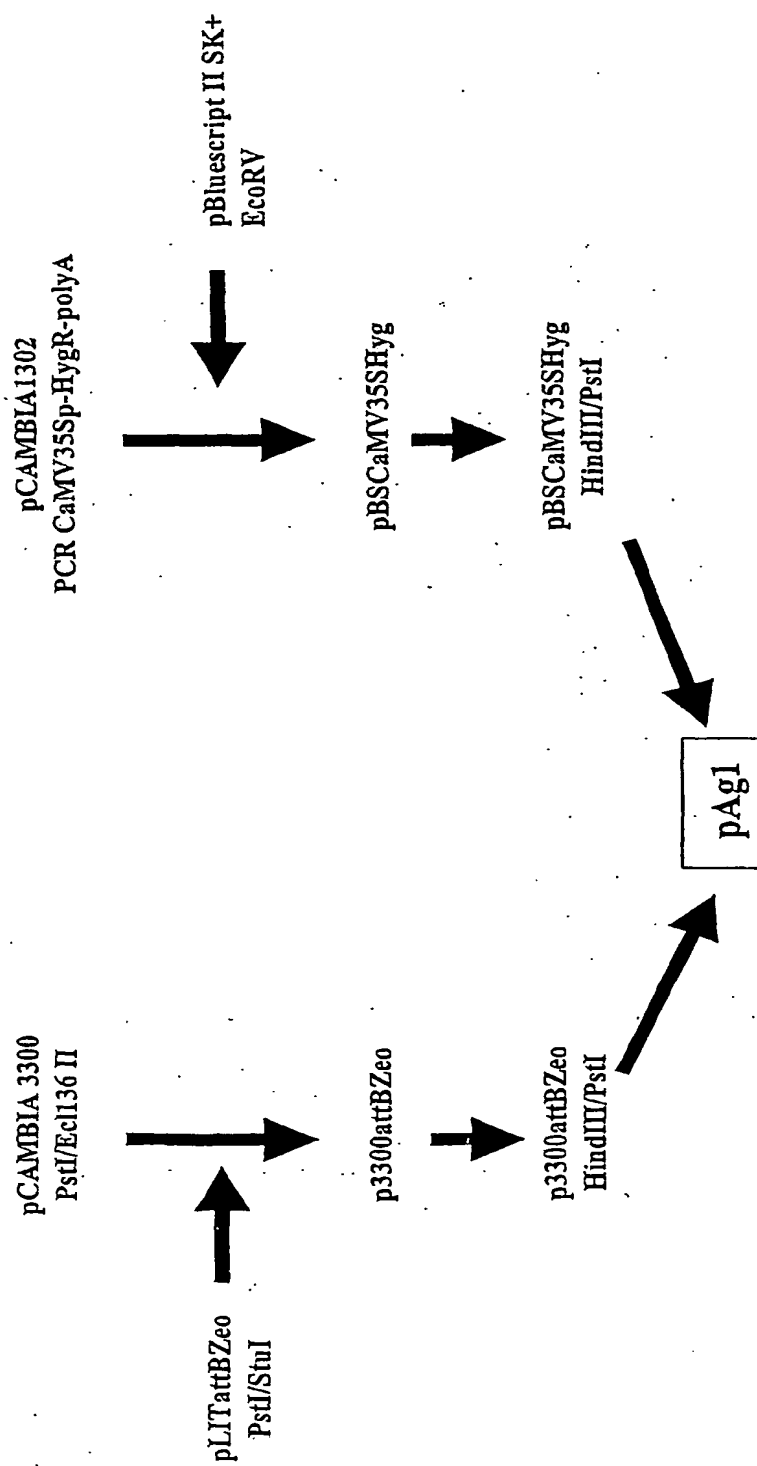 pCAMBIA 3300
PstI/Ecl136 II
pLITattBZeo
PstI/StuI
p3300attBZeo
p3300attBZeo
HindIII/PstI
pCAMBIA1302
PCR CaMV35Sp-HygR-polyA
pBluescript II SK+
EcoRV
pBSCaMV35SHyg
pBSCaMV35SHyg
HindIII/PstI
pAg1